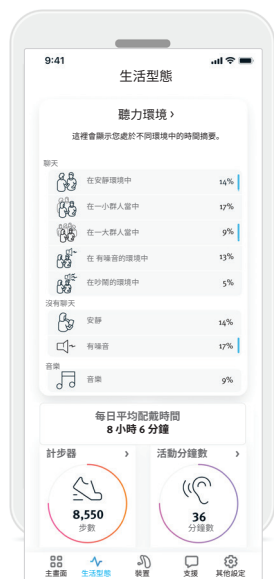 9:41
生活型態
聽力環境 ›
這裡會顯示您處於不同環境中的時間摘要。
聊天
在安靜環境中 14%
在一小群人當中 17%
在一大群人當中 9%
在 有噪音的環境中 13%
在吵鬧的環境中 5%
沒有聊天
安靜 14%
有噪音 17%
音樂
音樂 9%
每日平均配戴時間
8 小時 6 分鐘
計步器 › 活動分鐘數 ›
8,550 36
步數 分鐘數
主畫面 生活型態 裝置 支援 其他設定